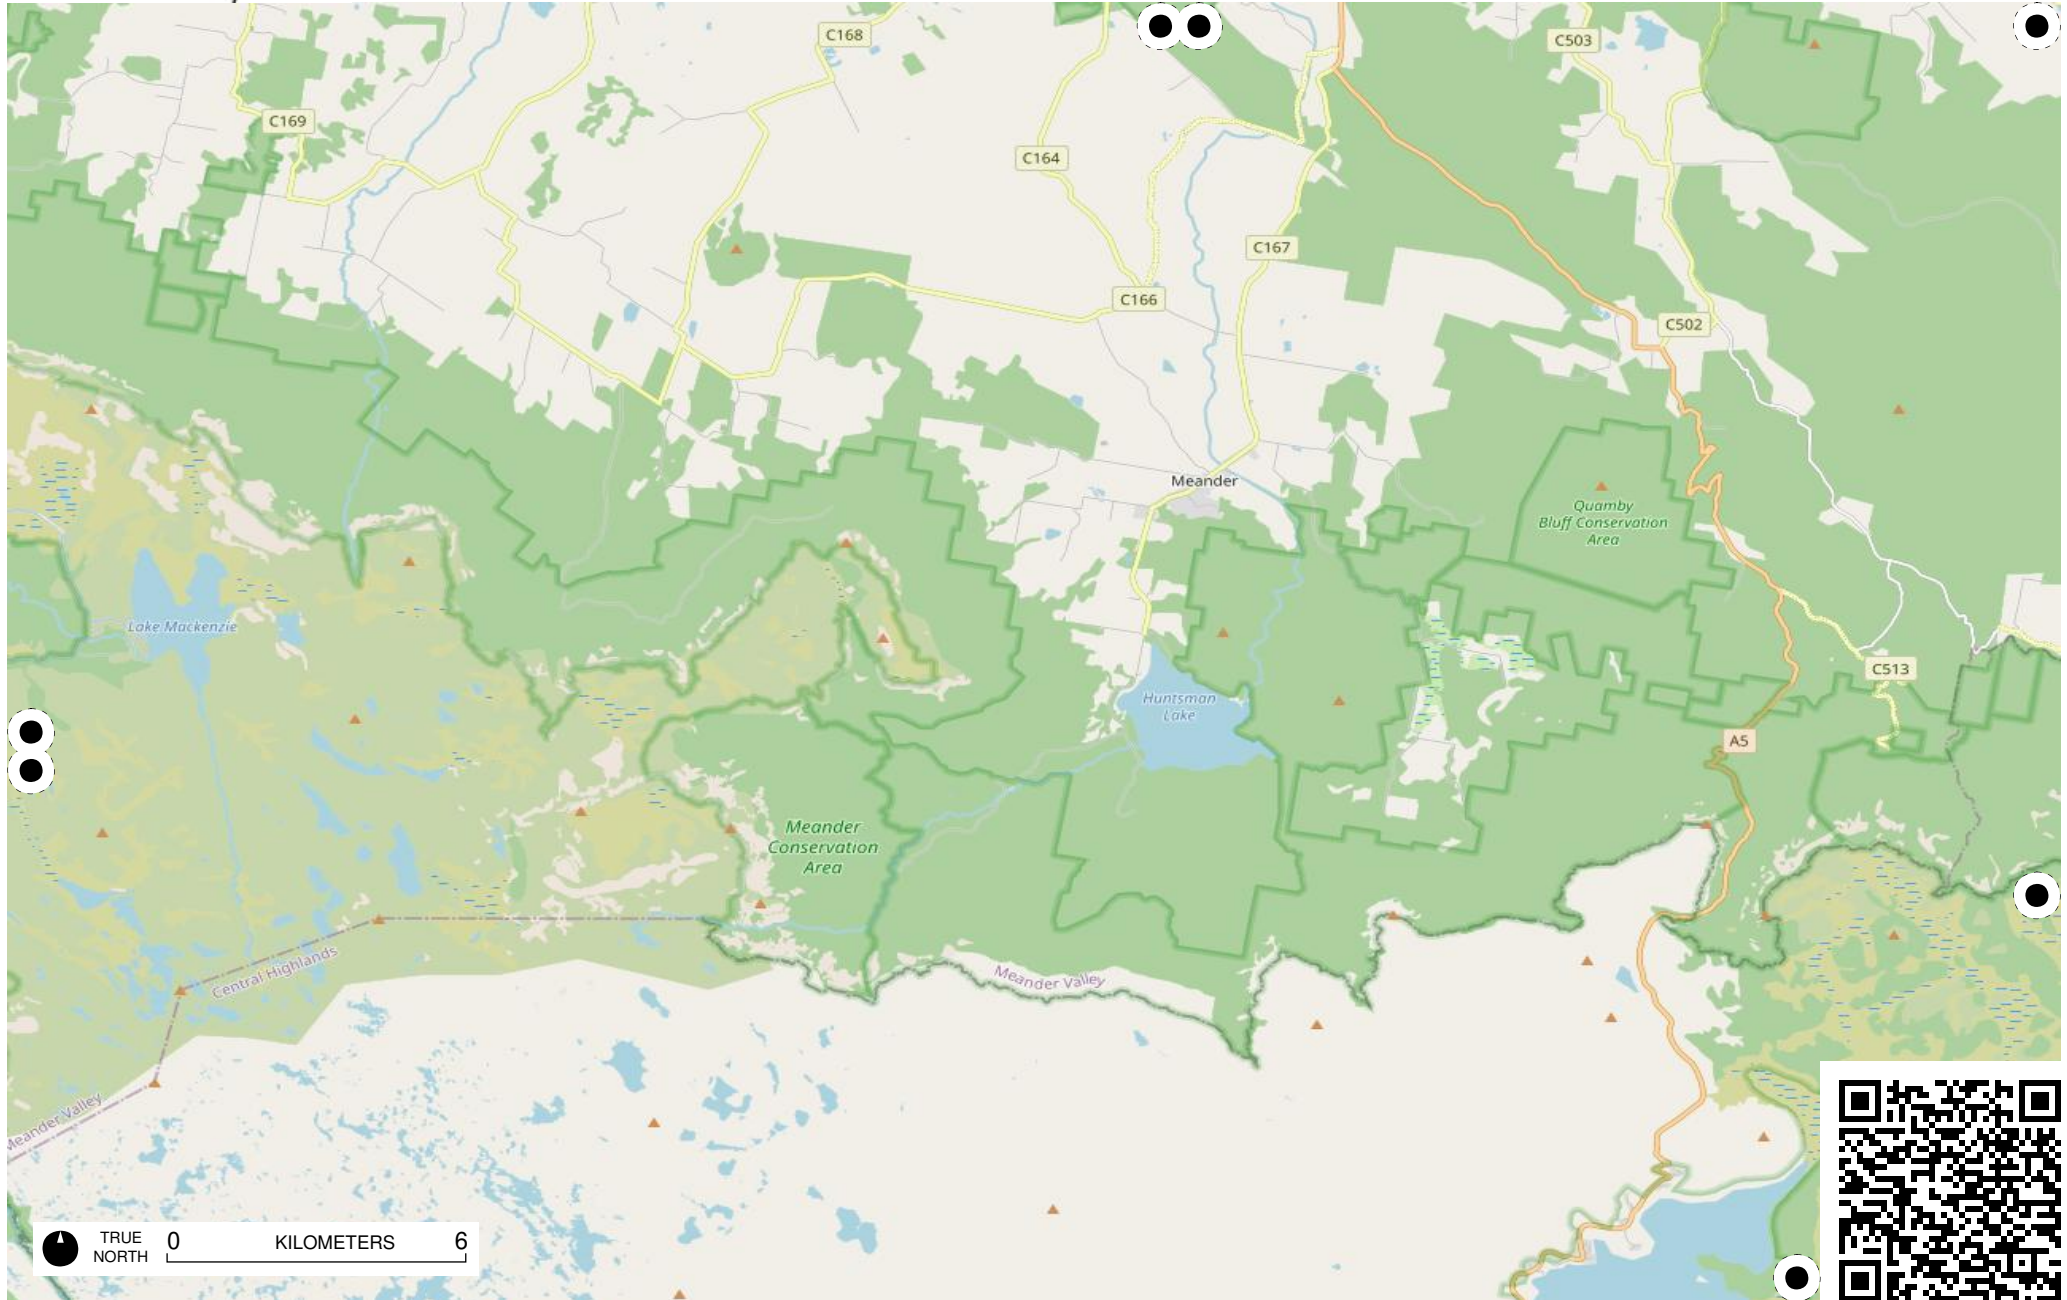 C168
C503
C169
C164
C167
C166
C502
Meander
Quamby
Bluff Conservation
Area
Lake Mackenzie
C513
Huntsman
Lake
A5
Meander
Conservation
Area
Central Highlands
Meander Valley
Meander Valley
TRUE
NORTH
0 KILOMETERS 6